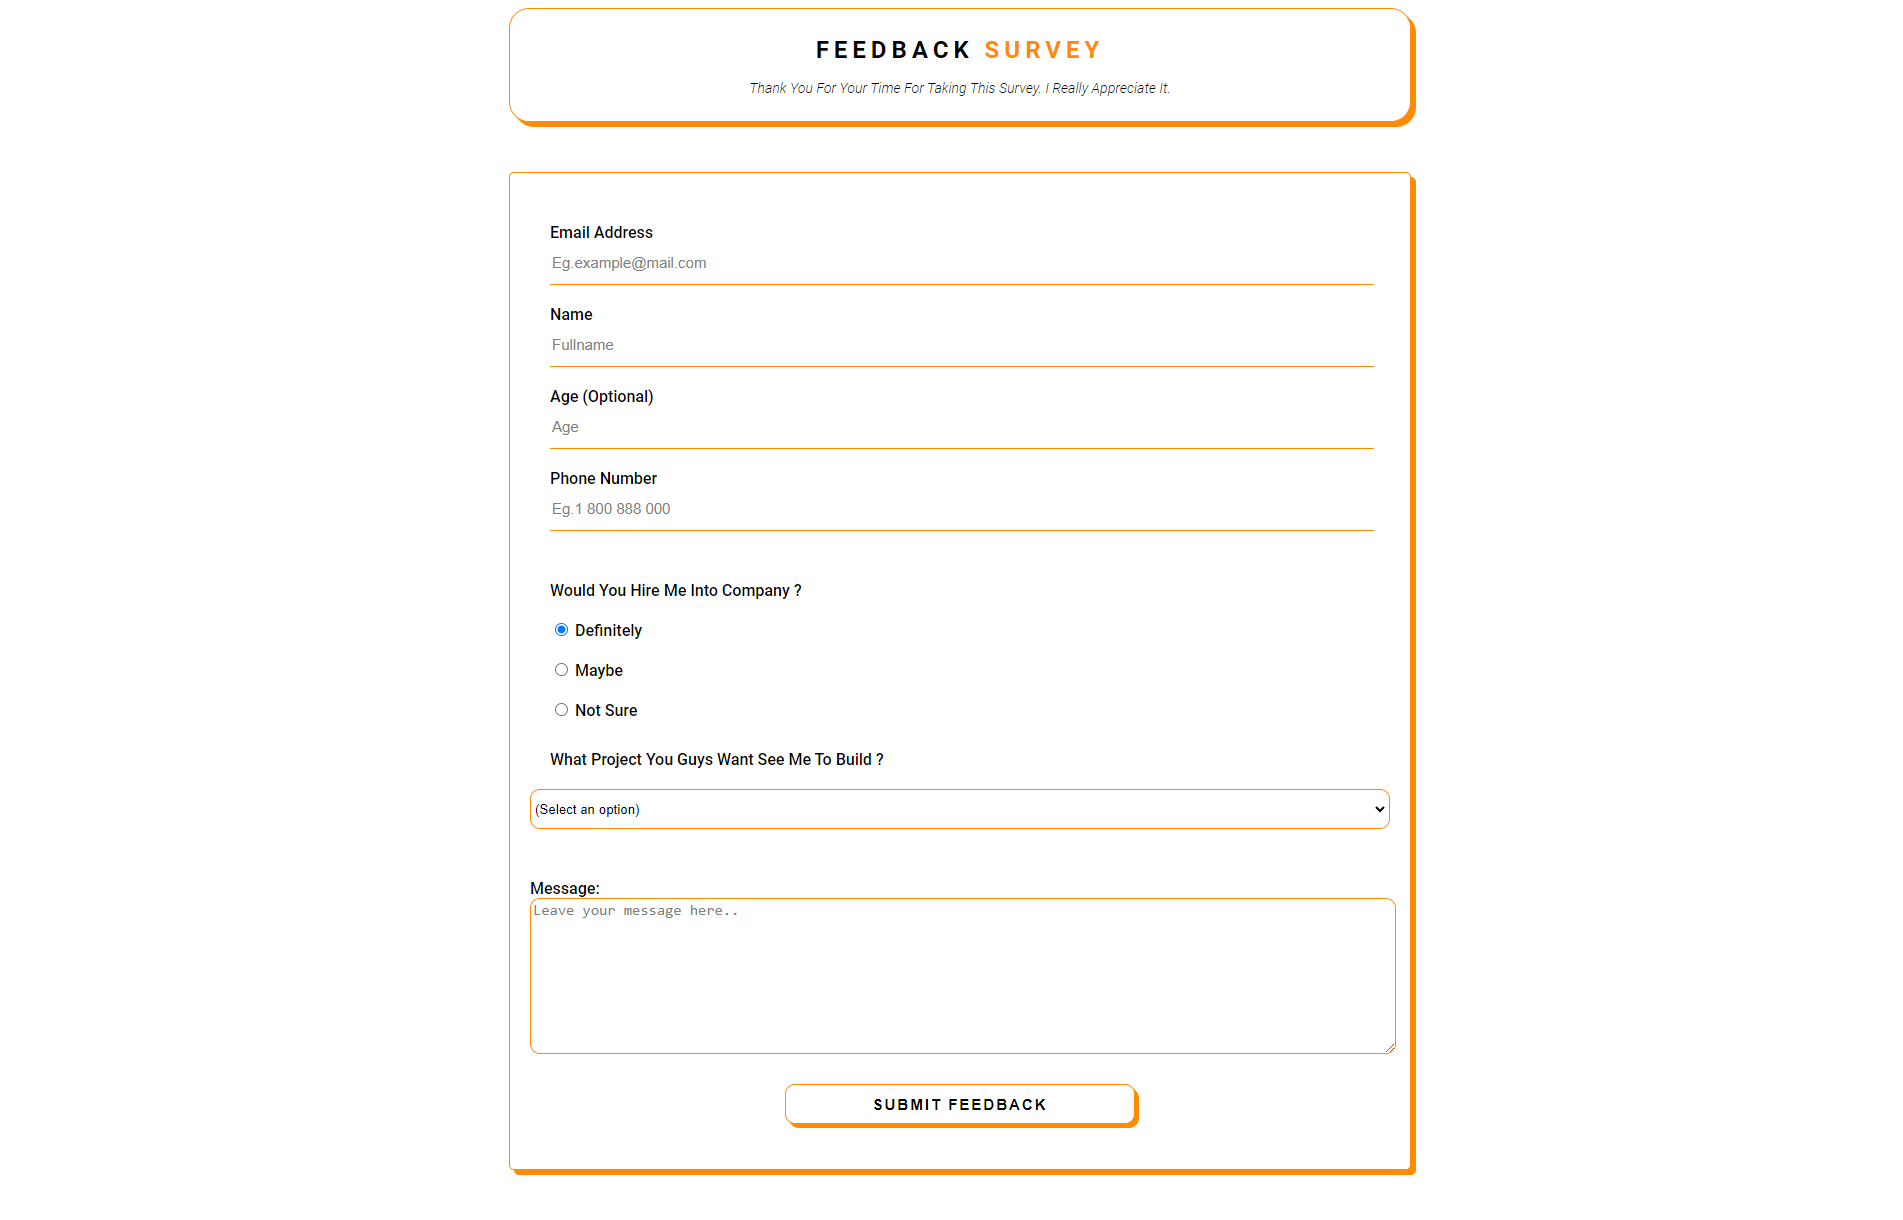 FEEDBACK SURVEY
Thank You For Your Time For Taking This Survey. I Really Appreciate It.
Email Address
Eg.example@mail.com
Name
Fullname
Age (Optional)
Age
Phone Number
Eg.1 800 888 000
Would You Hire Me Into Company ?
Definitely
Maybe
Not Sure
What Project You Guys Want See Me To Build ?
(Select an option)
Message:
Leave your message here..
SUBMIT FEEDBACK